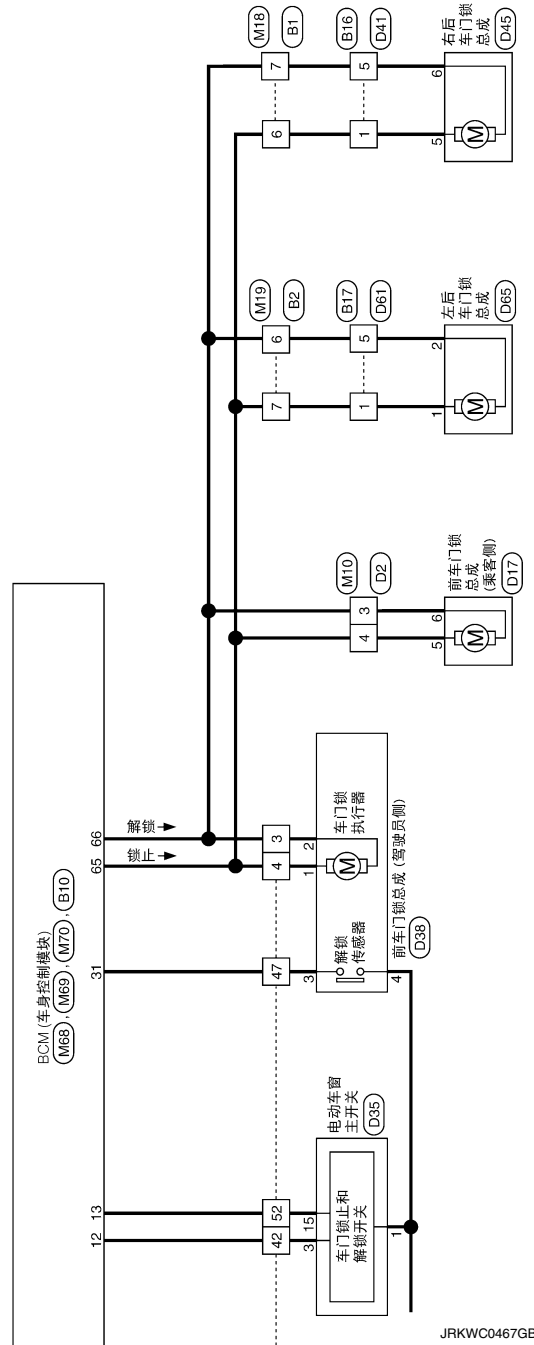 BCM (车身控制模块)
M68 , M69 , M70 , B10
12 13 31 65 66
锁止
解锁
M19 M18
B2 B1
42 52 47 4 3 7 6 6 7
3 15 3 1 2
电动车窗
主开关
D35
车门锁止和
解锁开关
1
解锁
传感器
车门锁
执行器
M
4
前车门锁总成 (驾驶员侧)
D38
M10 B17 B16
4 3 1 5 1 5
D2 D61 D41
5 6 1 2 5 6
M M M
前车门锁
总成
(乘客侧)
D17
左后
车门锁
总成
D65
右后
车门锁
总成
D45
JRKWC0467GB